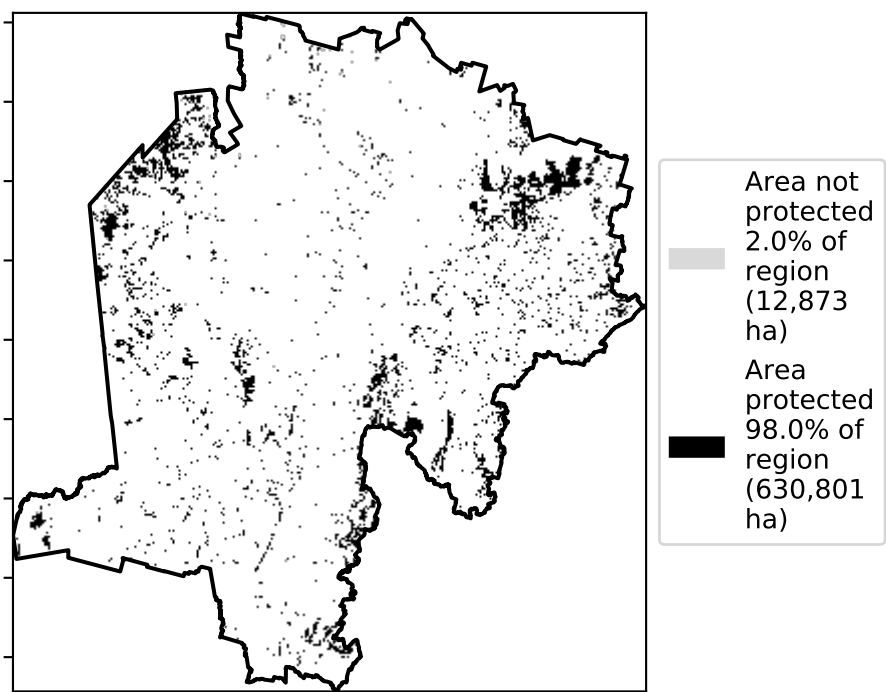 Area not
protected
2.0% of
region
(12,873
ha)
Area
protected
98.0% of
region
(630,801
ha)